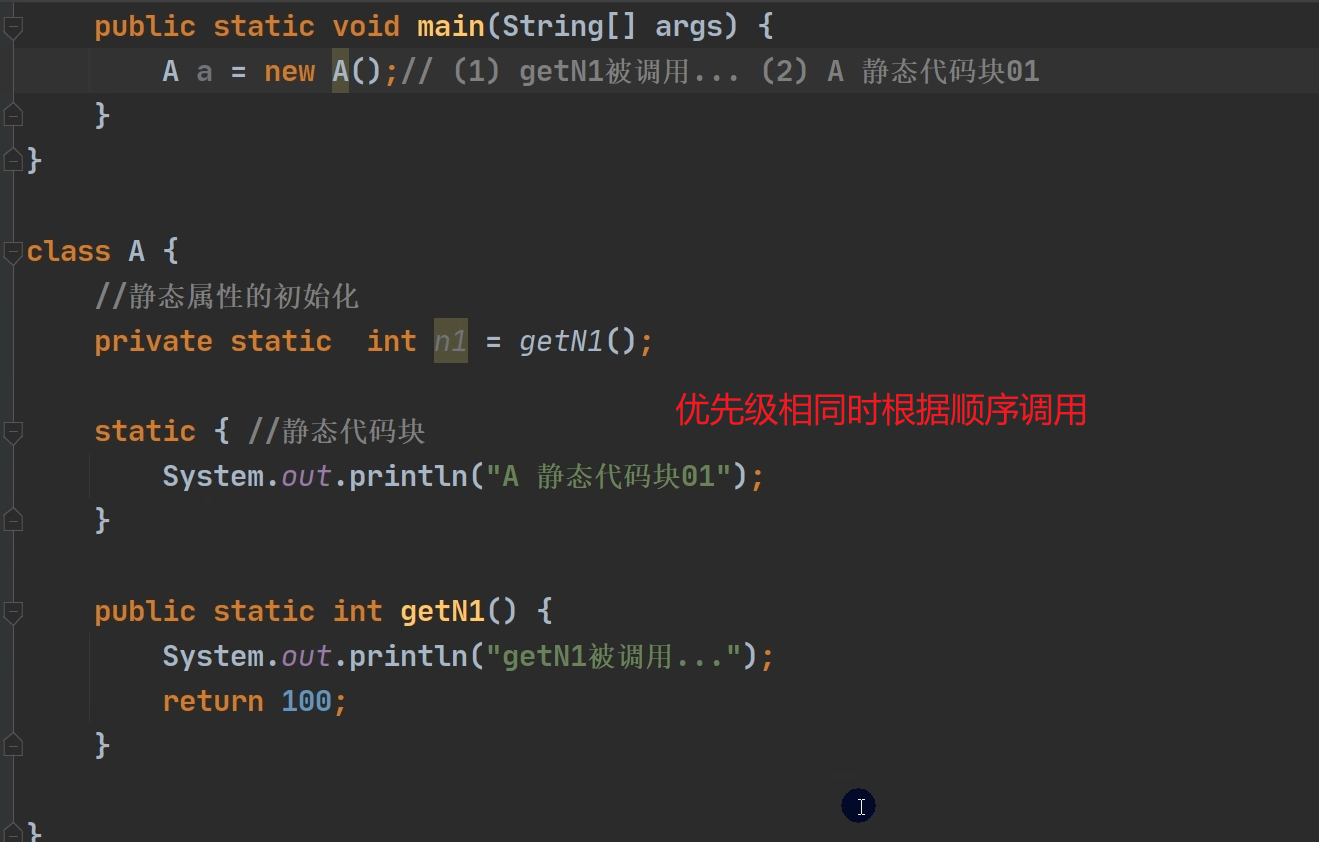 public static void main(String[] args) {
A a = new A();// (1) getN1被调用... (2) A 静态代码块01
}
}
class A {
//静态属性的初始化
private static  int n1 = getN1();
优先级相同时根据顺序调用
static { //静态代码块
System.out.println("A 静态代码块01");
}
public static int getN1() {
System.out.println("getN1被调用...");
return 100;
}
}